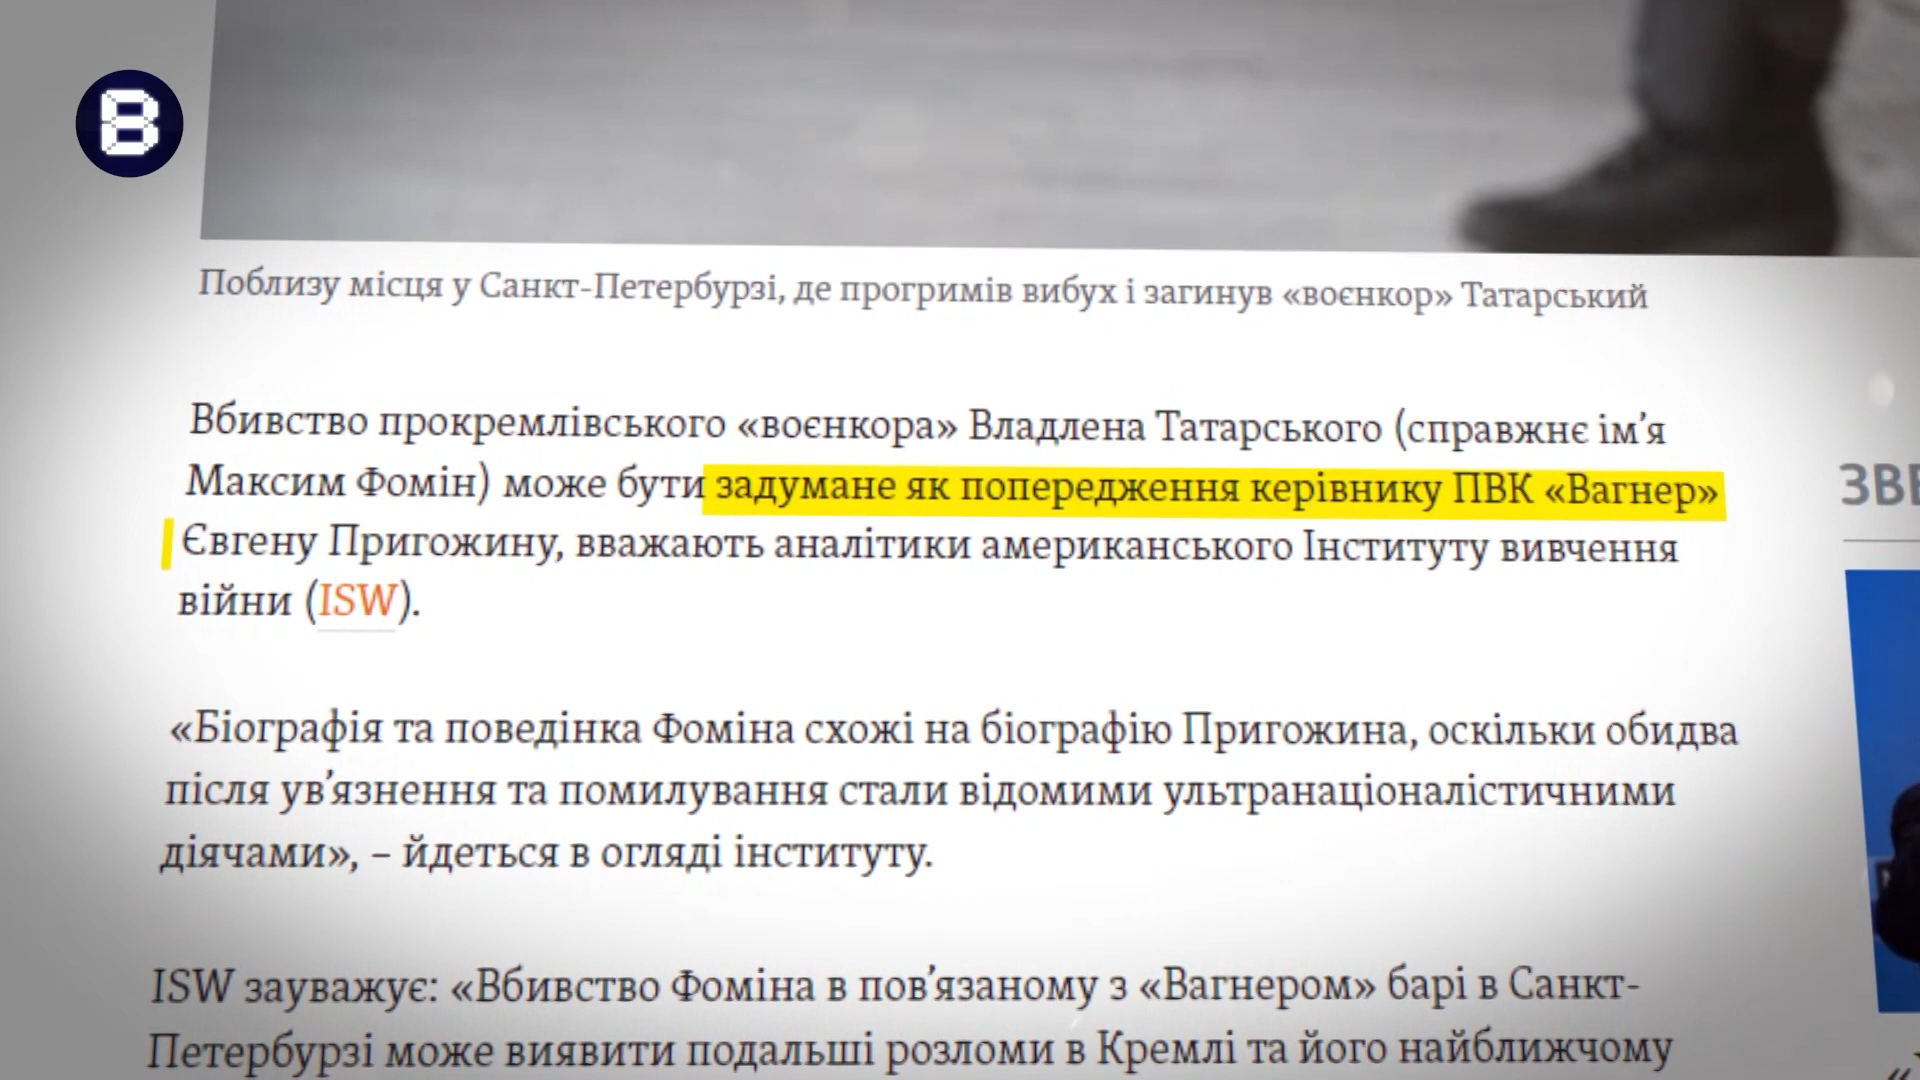 B
Поблизу місця у Санкт-Петербурзі, де прогримів вибух і загинув «воєнкор» Татарський
Вбивство прокремлівського «воєнкора» Владлена Татарського (справжнє ім’я
Максим Фомін) може бути задумане як попередження керівнику ПВК «Вагнер»
Євгену Пригожину, вважають аналітики американського Інституту вивчення
війни (ISW).
«Біографія та поведінка Фоміна схожі на біографію Пригожина, оскільки обидва
після ув’язнення та помилування стали відомими ультранаціоналістичними
діячами», – йдеться в огляді інституту.
ISW зауважує: «Вбивство Фоміна в пов’язаному з «Вагнером» барі в Санкт-
Петербурзі може виявити подальші розломи в Кремлі та його найближчому